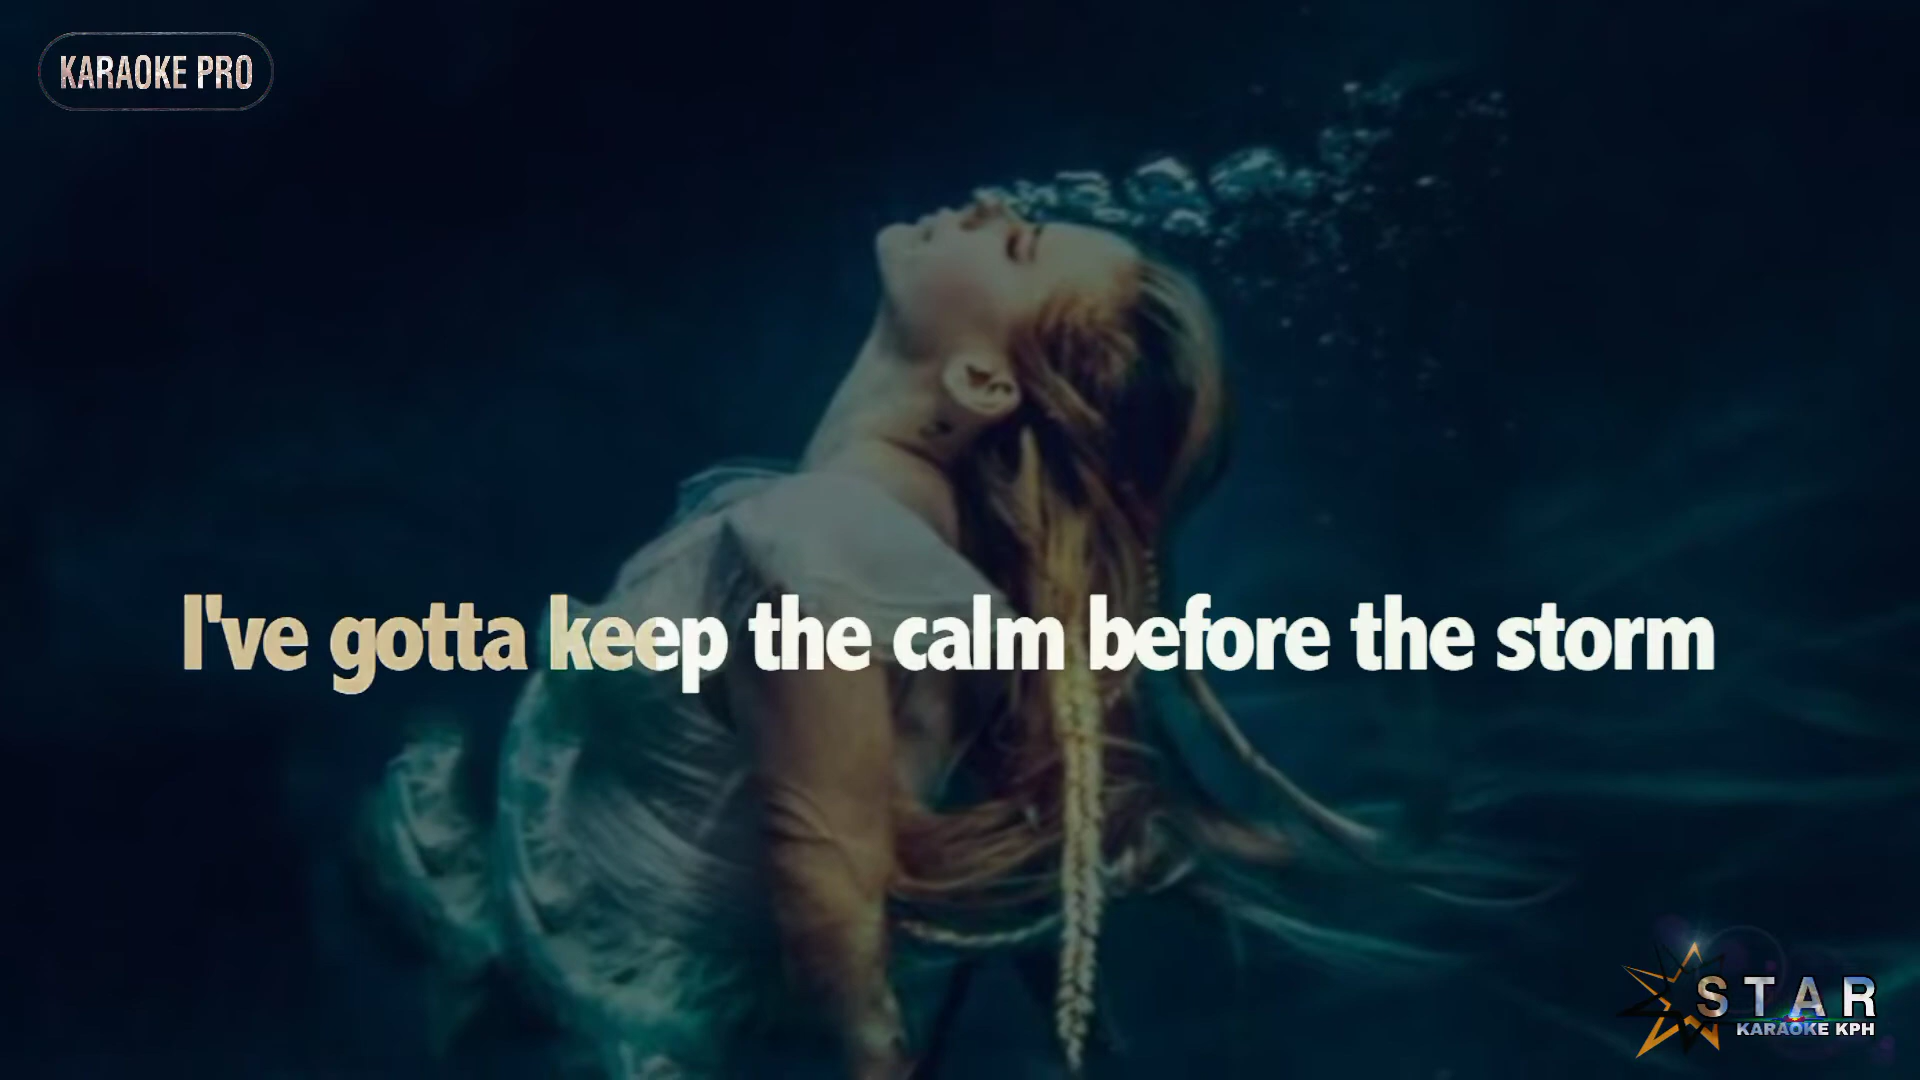 KARAOKE PRO
I've gotta keep the calm before the storm
STAR
KARAOKE KPH